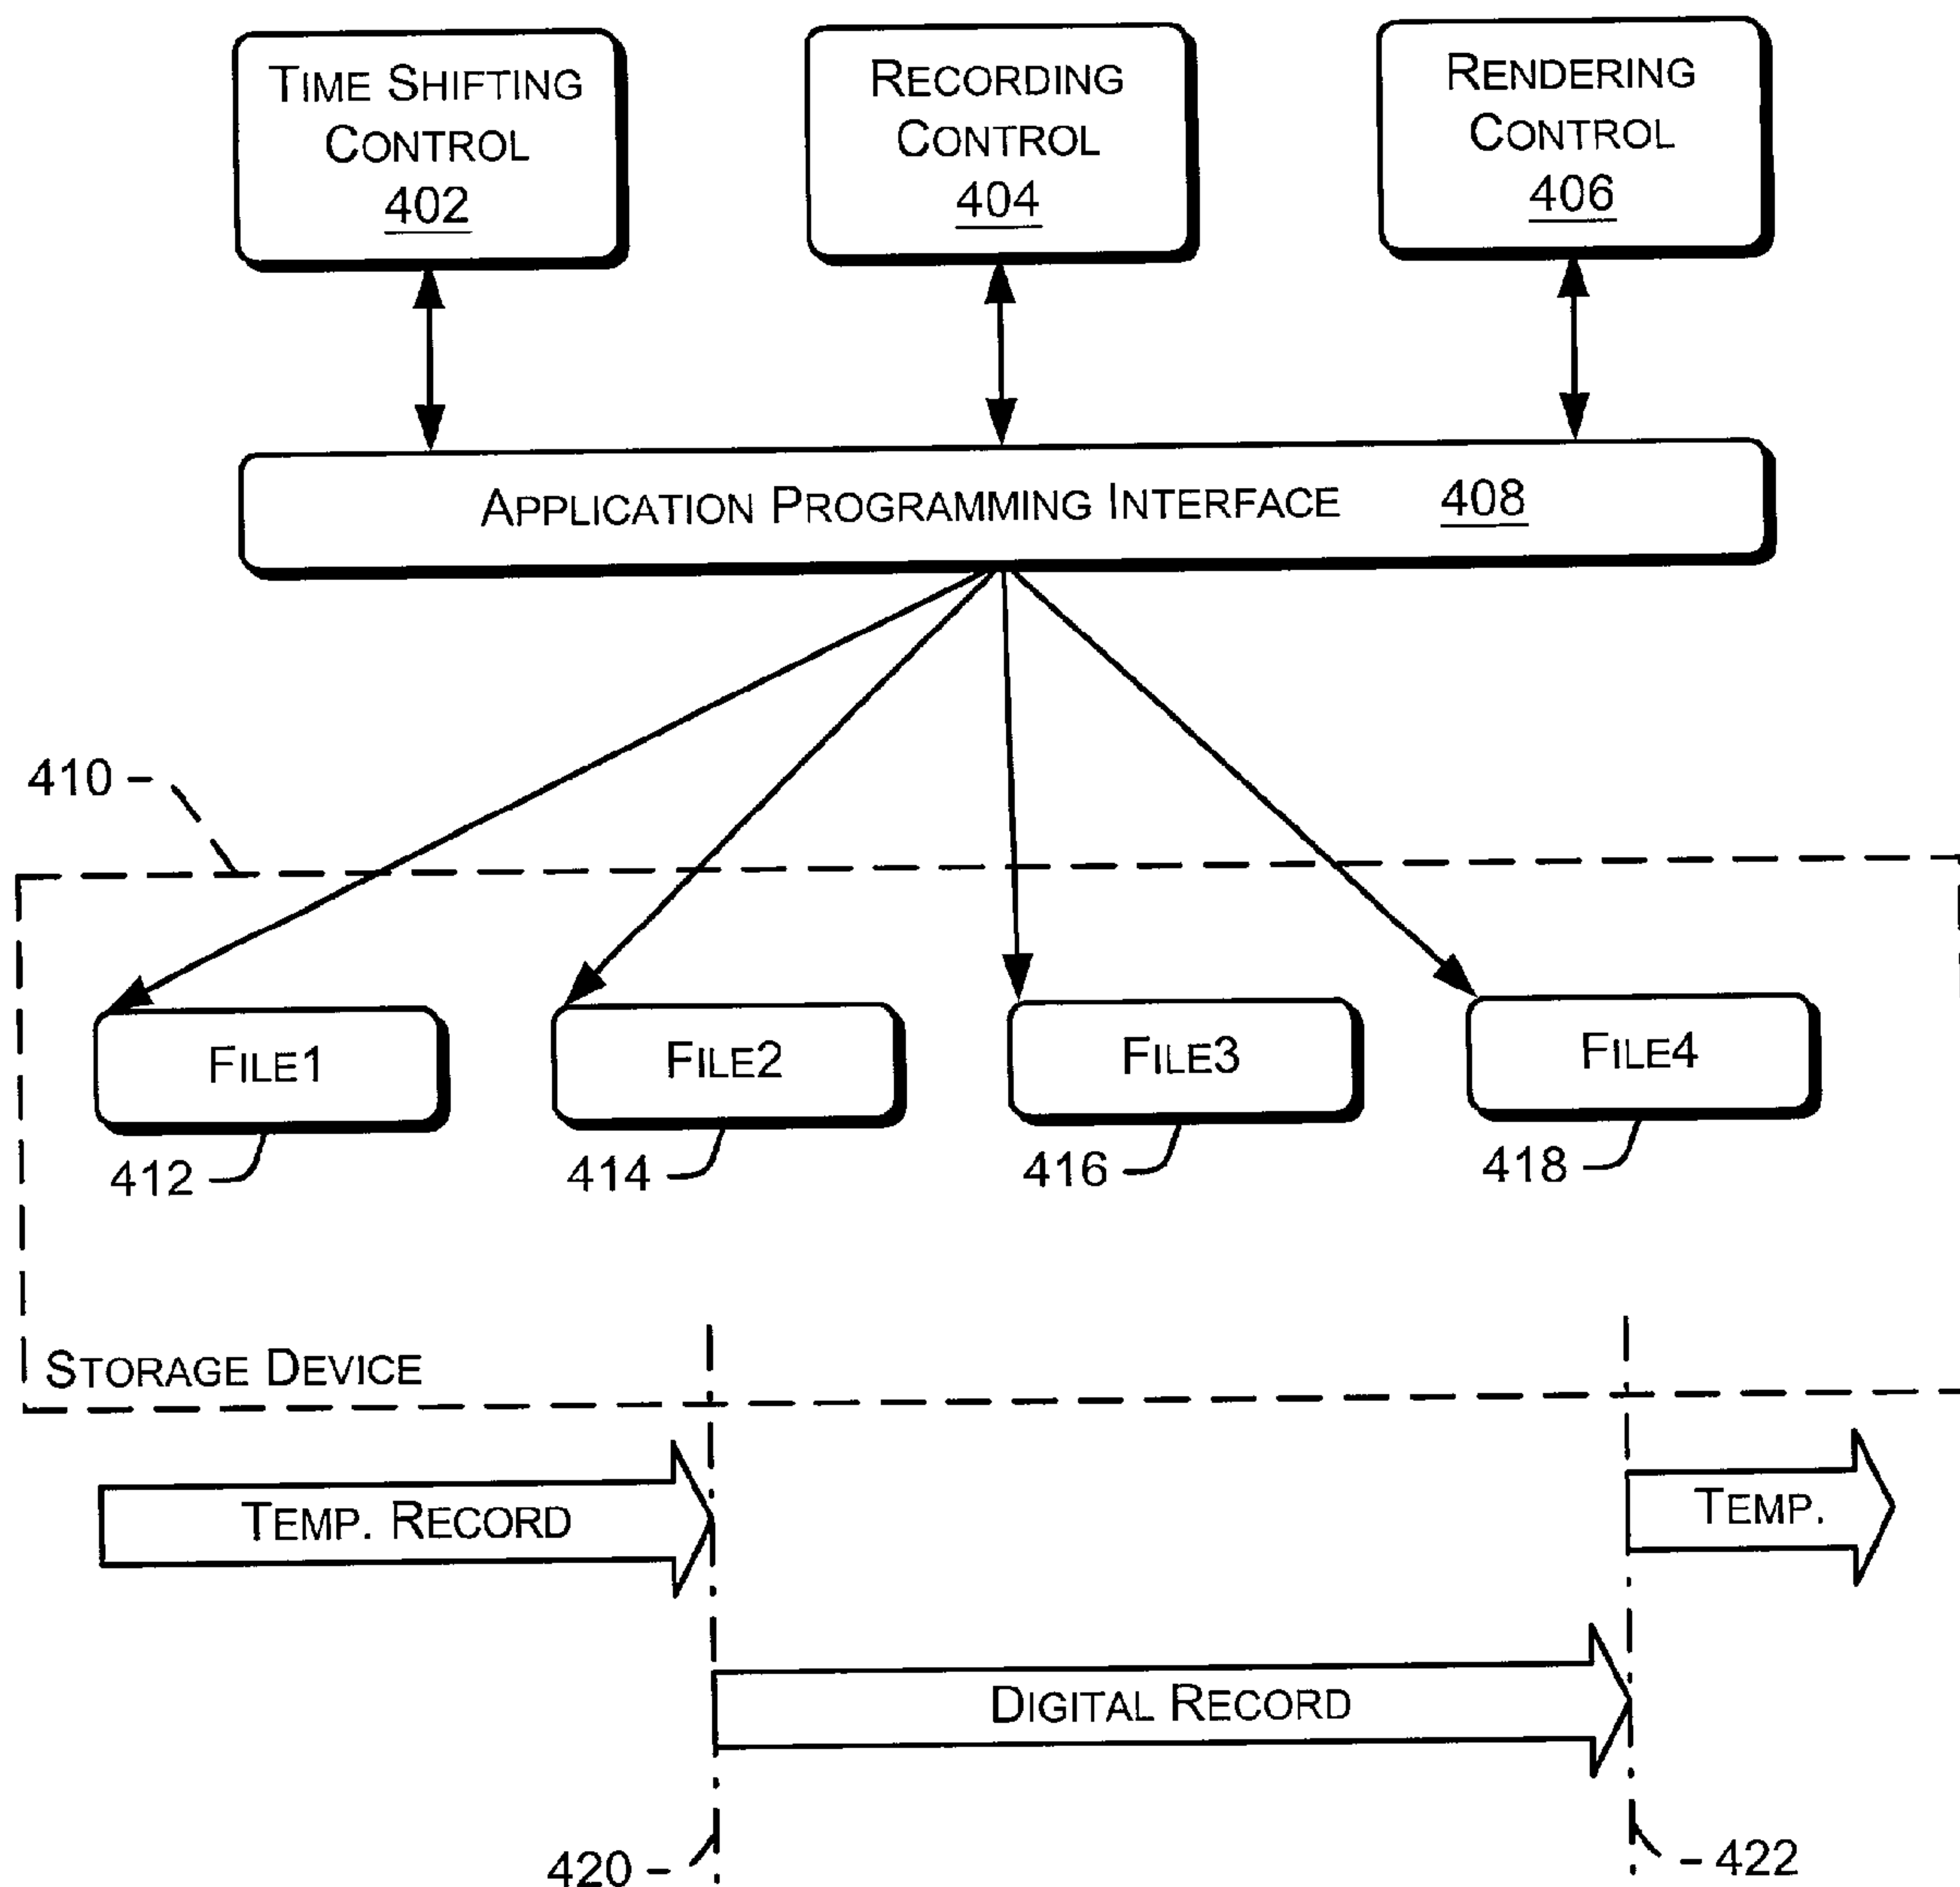 TIME SHIFTING
CONTROL
402
RECORDING
CONTROL
404
RENDERING
CONTROL
406
APPLICATION PROGRAMMING INTERFACE 408
410
FILE1
FILE2
FILE3
FILE4
412
414
416
418
STORAGE DEVICE
TEMP. RECORD
TEMP.
DIGITAL RECORD
420
422